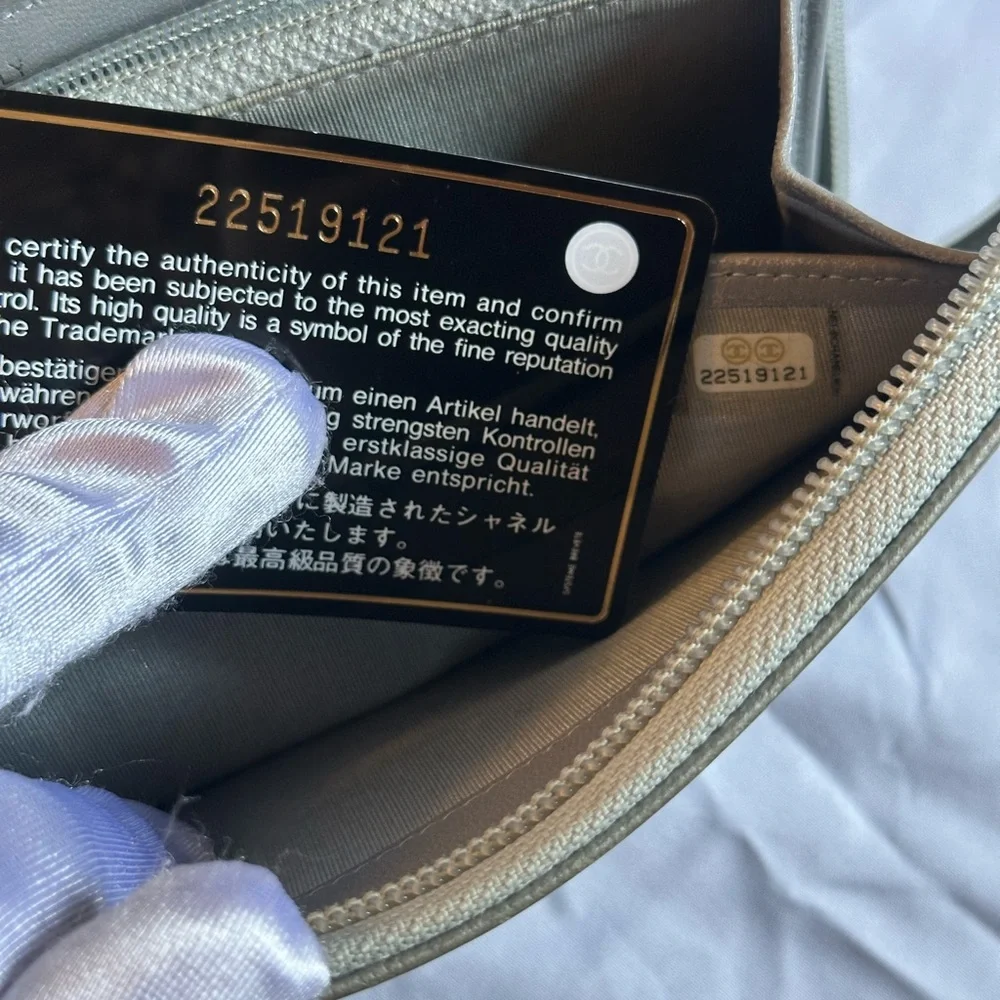 22519121
certify the authenticity of this item and confirm
it has been subjected to the most exacting quality
trol. Its high quality is a symbol of the fine reputation
he Trademar
bestätigen
währen um einen Artikel handelt,
rwor g strengsten Kontrollen
erstklassige Qualität
Marke entspricht.
に製造されたシャネル
いたします。
最高級品質の象徴です。
22519121